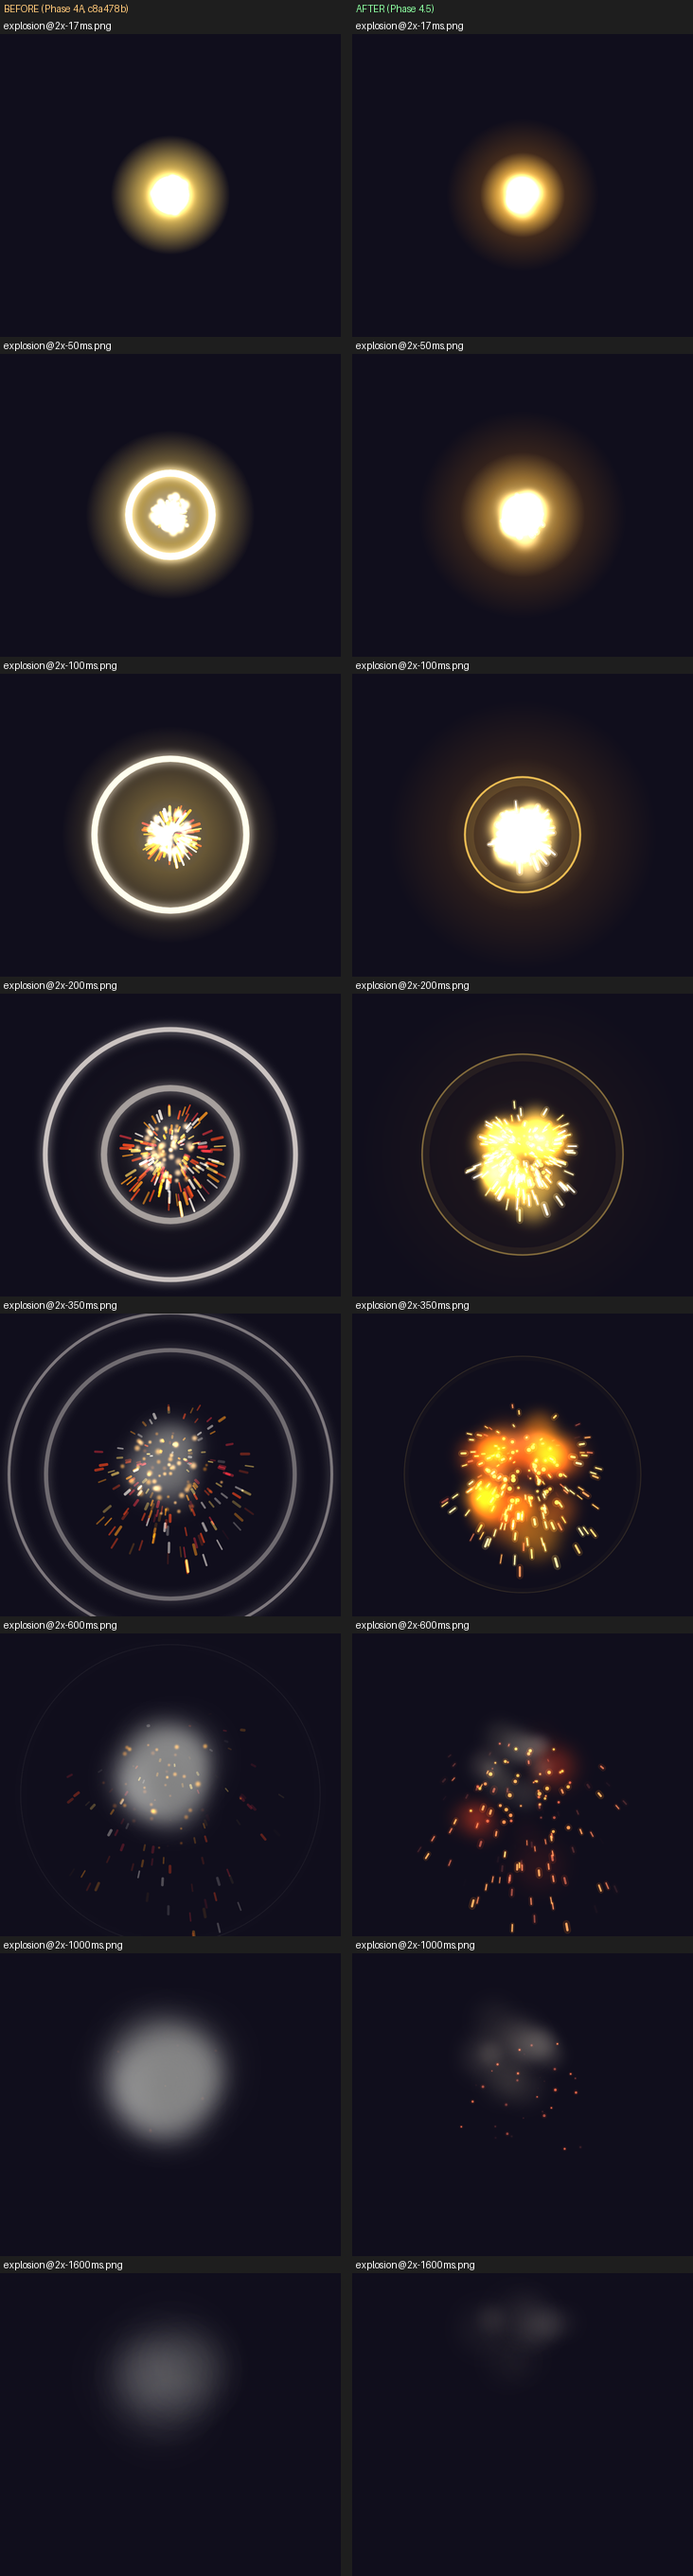 BEFORE (Phase 4A, c8a478b) AFTER (Phase 4.5)
explosion@2x-17ms.png explosion@2x-17ms.png
explosion@2x-50ms.png explosion@2x-50ms.png
explosion@2x-100ms.png explosion@2x-100ms.png
explosion@2x-200ms.png explosion@2x-200ms.png
explosion@2x-350ms.png explosion@2x-350ms.png
explosion@2x-600ms.png explosion@2x-600ms.png
explosion@2x-1000ms.png explosion@2x-1000ms.png
explosion@2x-1600ms.png explosion@2x-1600ms.png